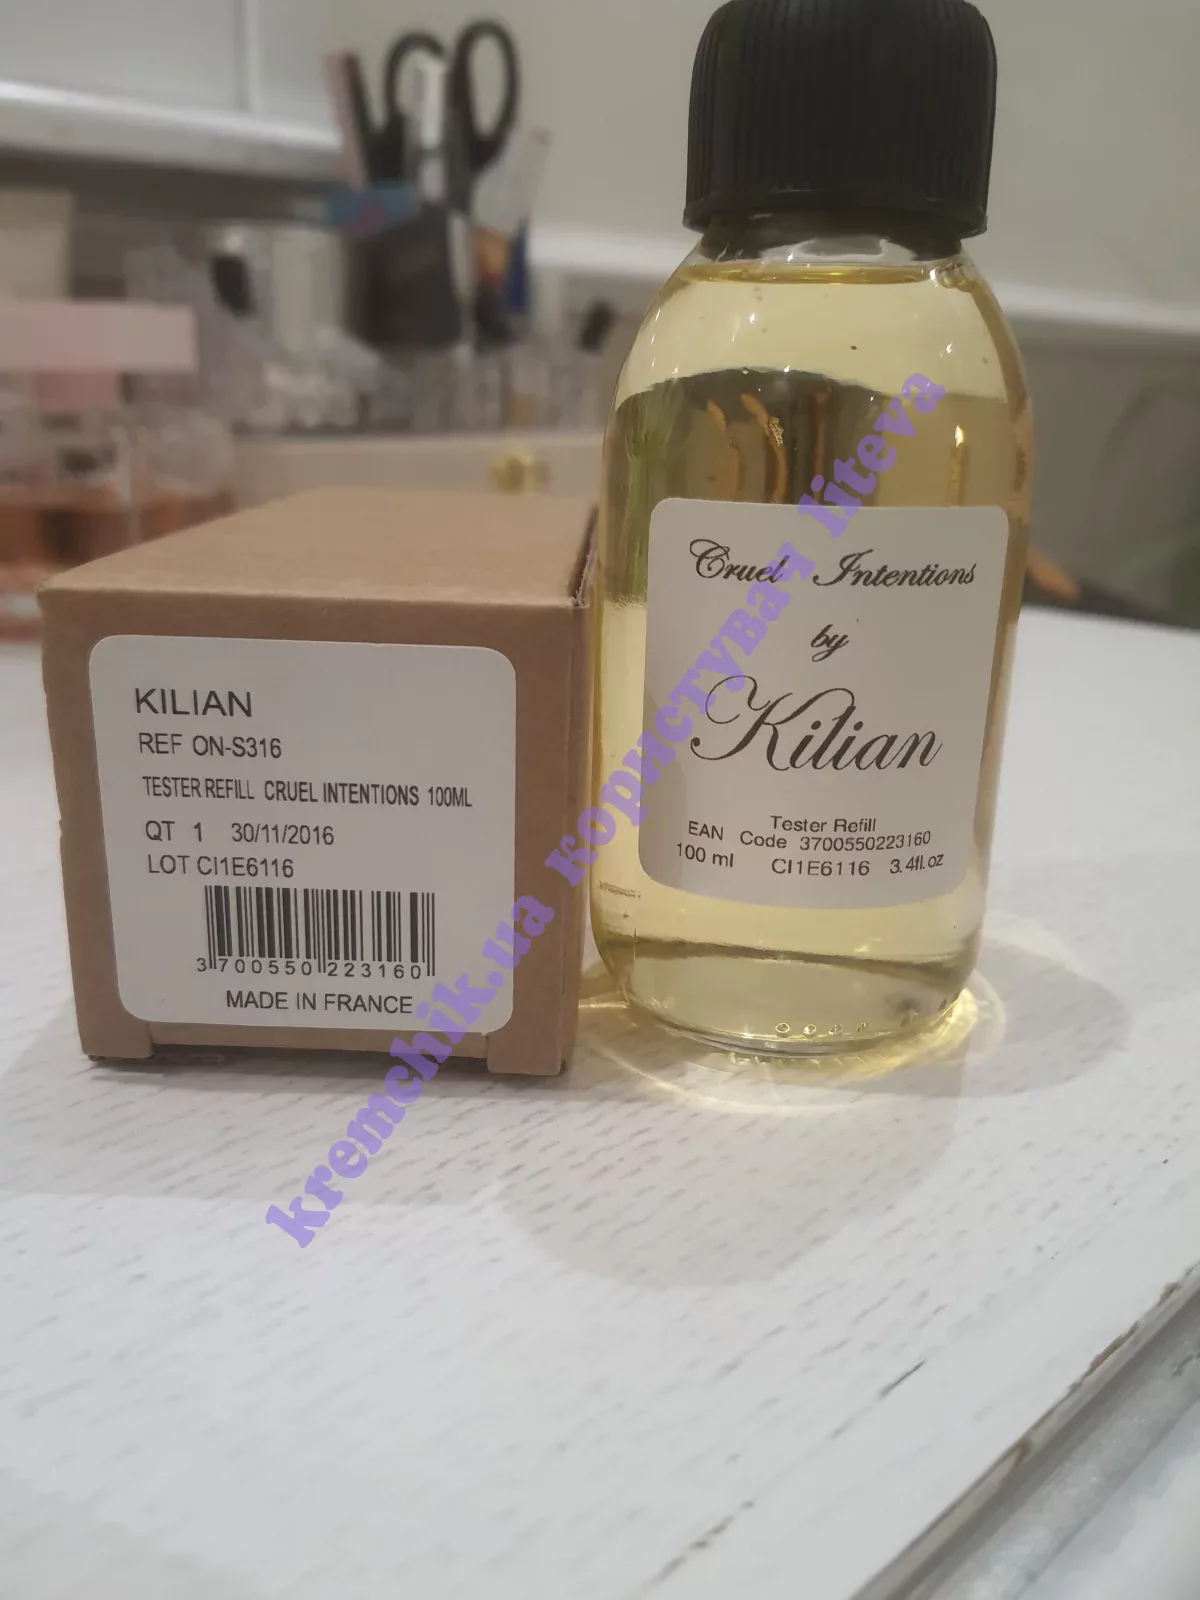 KILIAN
REF ON-S316
TESTER REFILL CRUEL INTENTIONS 100ML
QT 1 30/11/2016
LOT CI1E6116
3 700550 223160
MADE IN FRANCE
Cruel Intentions
by
Kilian
Tester Refill
EAN Code 3700550223160
100 ml CI1E6116 3.4fl.oz
kremchik.ua користувач liteva